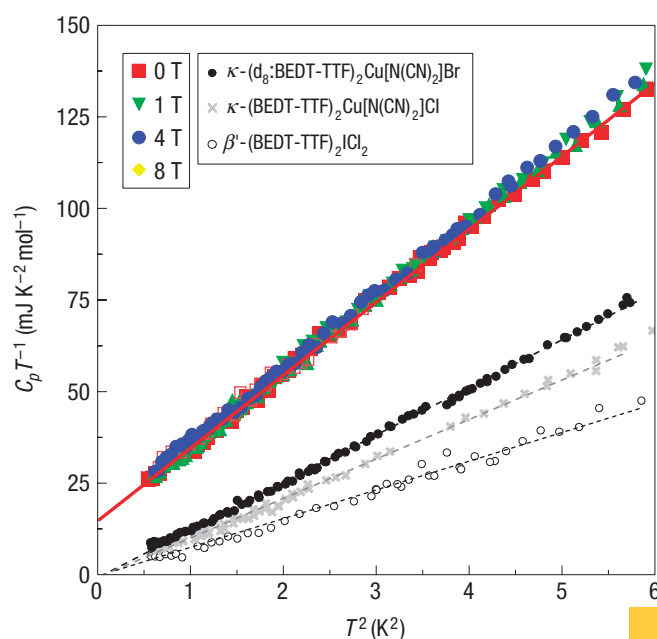 150
125
100
75
50
25
0
0 1 2 3 4 5 6
CₚT⁻¹ (mJ K⁻² mol⁻¹)
T² (K²)
0 T
1 T
4 T
8 T
κ-(d₈:BEDT-TTF)₂Cu[N(CN)₂]Br
κ-(BEDT-TTF)₂Cu[N(CN)₂]Cl
β'-(BEDT-TTF)₂ICl₂